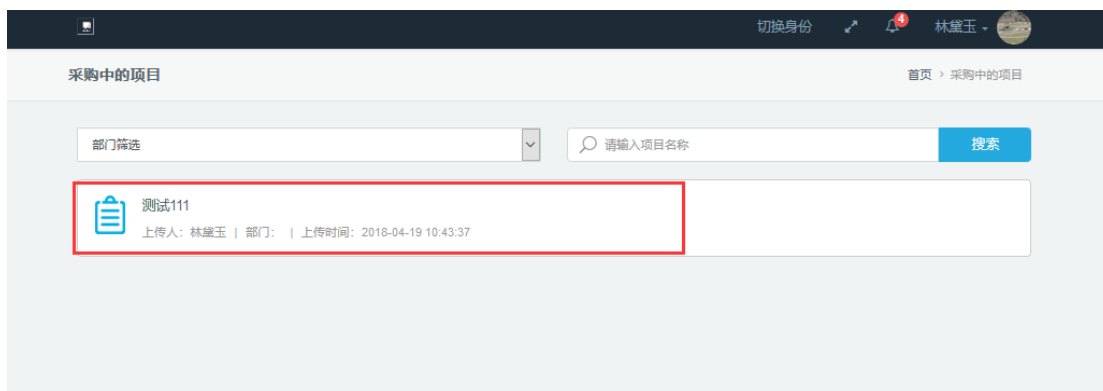 切换身份 4 林黛玉
采购中的项目 首页 > 采购中的项目
部门筛选 请输入项目名称 搜索
测试111
上传人：林黛玉 | 部门： | 上传时间：2018-04-19 10:43:37